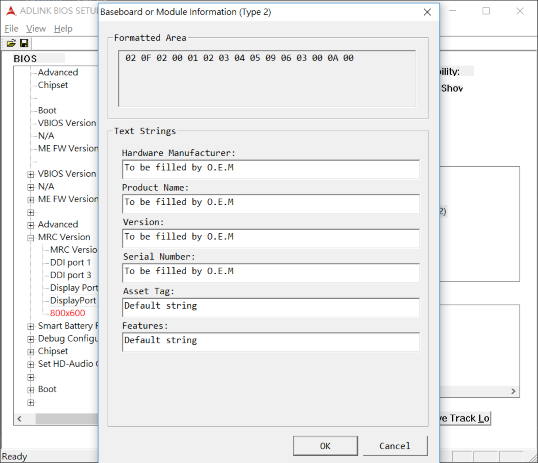 ADLINK BIOS SETU
Baseboard or Module Information (Type 2)
File View Help
BIOS
Advanced
Chipset
Boot
VBIOS Version
N/A
ME FW Version
VBIOS Version
N/A
ME FW Version
Advanced
MRC Version
MRC Versio
DDI port 1
DDI port 3
Display Port
DisplayPort
800x600
Smart Battery F
Debug Configu
Chipset
Set HD-Audio C
Boot
Ready
Formatted Area
02 0F 02 00 01 02 03 04 05 09 06 03 00 0A 00
Text Strings
Hardware Manufacturer:
To be filled by O.E.M
Product Name:
To be filled by O.E.M
Version:
To be filled by O.E.M
Serial Number:
To be filled by O.E.M
Asset Tag:
Default string
Features:
Default string
OK Cancel
bility:
Shov
2)
ve Track Lo